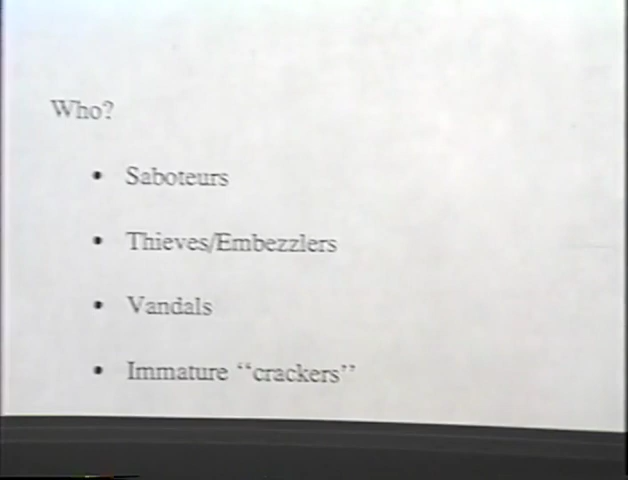 Who?
• Saboteurs
• Thieves/Embezzlers
• Vandals
• Immature “crackers”